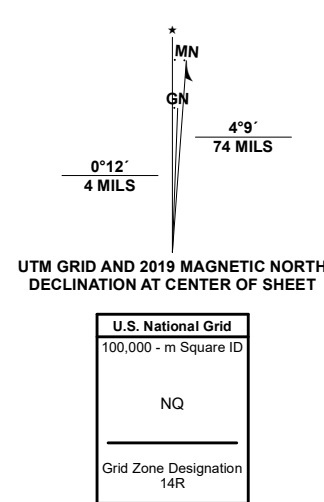 ★
MN
GN
4°9´
74 MILS
0°12´
4 MILS
UTM GRID AND 2019 MAGNETIC NORTH
DECLINATION AT CENTER OF SHEET
U.S. National Grid
100,000 - m Square ID
NQ
Grid Zone Designation
14R